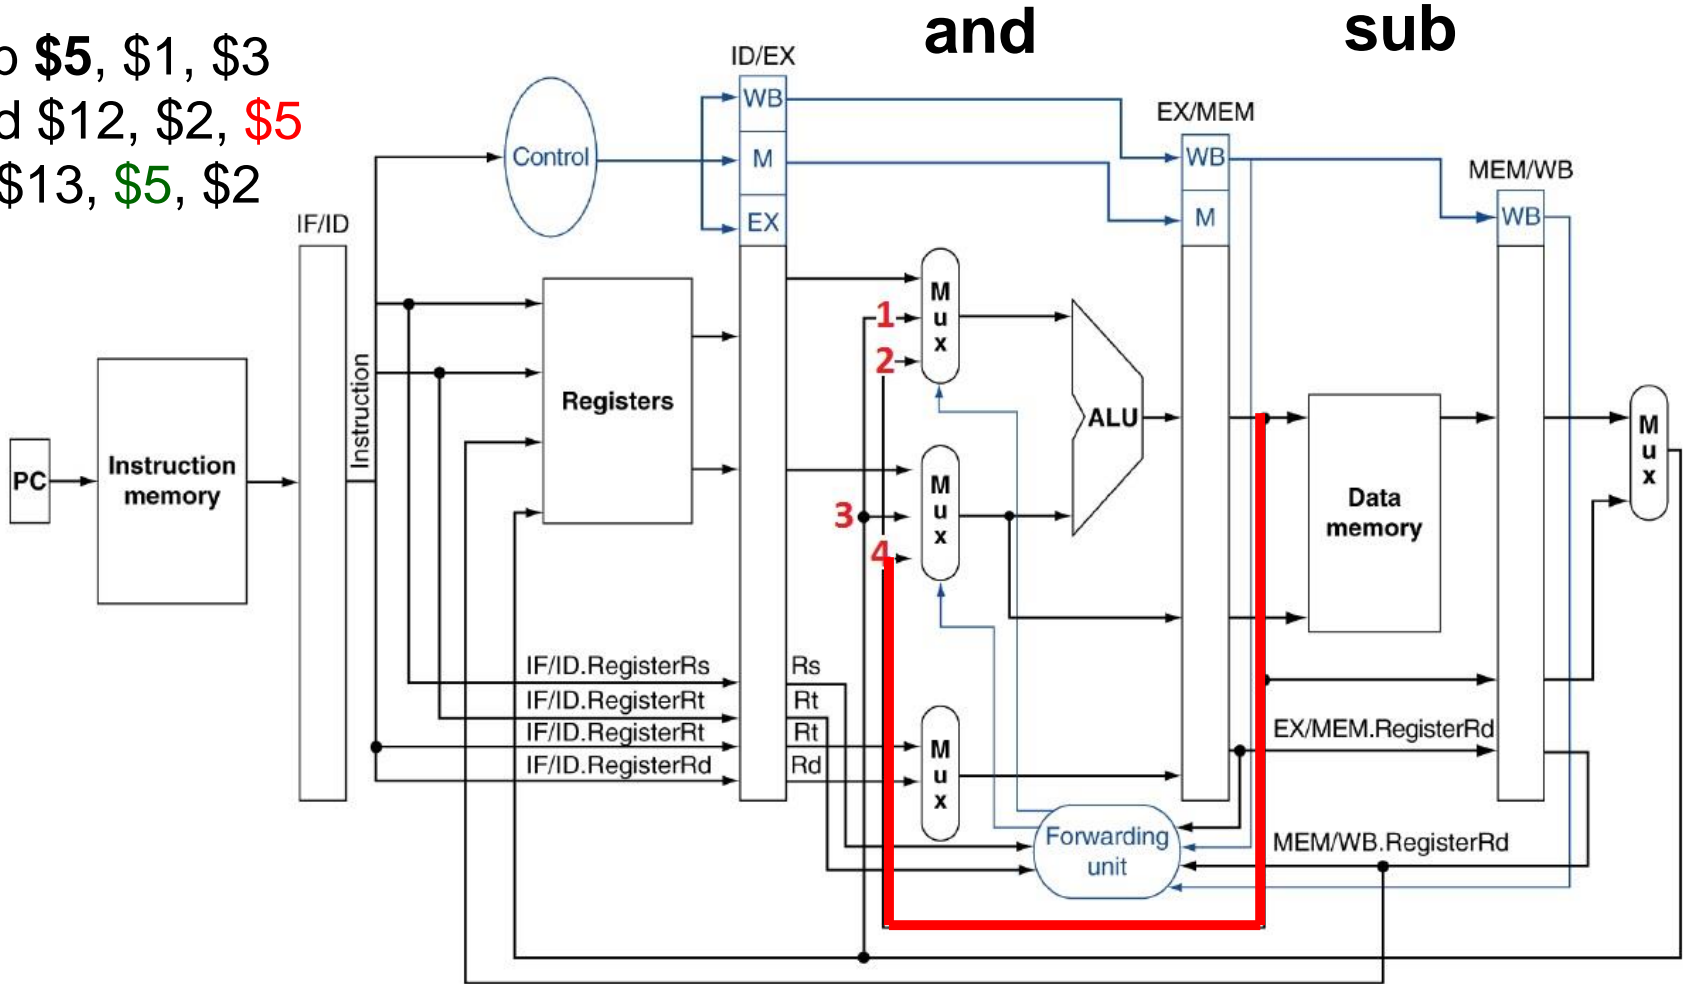 and
sub
b $5, $1, $3
d $12, $2, $5
$13, $5, $2
ID/EX
WB
M
EX
Control
EX/MEM
WB
M
MEM/WB
WB
IF/ID
Instruction
PC
Instruction
memory
Registers
M
u
x
1
2
3
4
M
u
x
ALU
Data
memory
M
u
x
IF/ID.RegisterRs
IF/ID.RegisterRt
IF/ID.RegisterRt
IF/ID.RegisterRd
Rs
Rt
Rt
Rd
M
u
x
EX/MEM.RegisterRd
Forwarding
unit
MEM/WB.RegisterRd